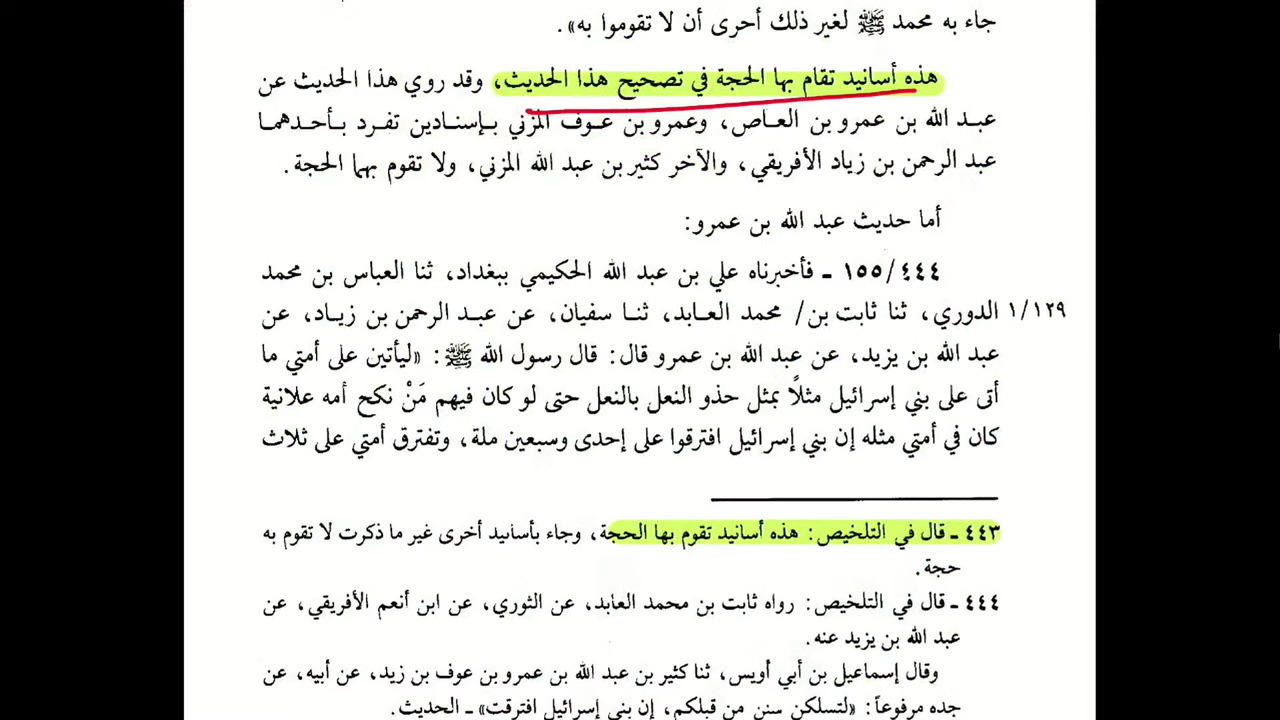 جاء به محمد ﷺ لغير ذلك أحرى أن لا تقوموا به».
هذه أسانيد تقام بها الحجة في تصحيح هذا الحديث، وقد روي هذا الحديث عن
عبد الله بن عمرو بن العاص، وعمرو بن عوف المزني بإسنادين تفرد بأحدهما
عبد الرحمن بن زياد الأفريقي، والآخر كثير بن عبد الله المزني، ولا تقوم بهما الحجة.
أما حديث عبد الله بن عمرو:
١٥٥/٤٤٤ ـ فأخبرناه علي بن عبد الله الحكيمي ببغداد، ثنا العباس بن محمد
١/١٢٩ الدوري، ثنا ثابت بن/ محمد العابد، ثنا سفيان، عن عبد الرحمن بن زياد، عن
عبد الله بن يزيد، عن عبد الله بن عمرو قال: قال رسول الله ﷺ: «ليأتين على أمتي ما
أتى على بني إسرائيل مثلاً بمثل حذو النعل بالنعل حتى لو كان فيهم مَنْ نكح أمه علانية
كان في أمتي مثله إن بني إسرائيل افترقوا على إحدى وسبعين ملة، وتفترق أمتي على ثلاث
٤٤٣ ـ قال في التلخيص: هذه أسانيد تقوم بها الحجة، وجاء بأسانيد أخرى غير ما ذكرت لا تقوم به
حجة.
٤٤٤ ـ قال في التلخيص: رواه ثابت بن محمد العابد، عن الثوري، عن ابن أنعم الأفريقي، عن
عبد الله بن يزيد عنه.
وقال إسماعيل بن أبي أويس، ثنا كثير بن عبد الله بن عمرو بن عوف بن زيد، عن أبيه، عن
جده مرفوعاً: «لتسلكن سنن من قبلكم، إن بني إسرائيل افترقت» ـ الحديث.